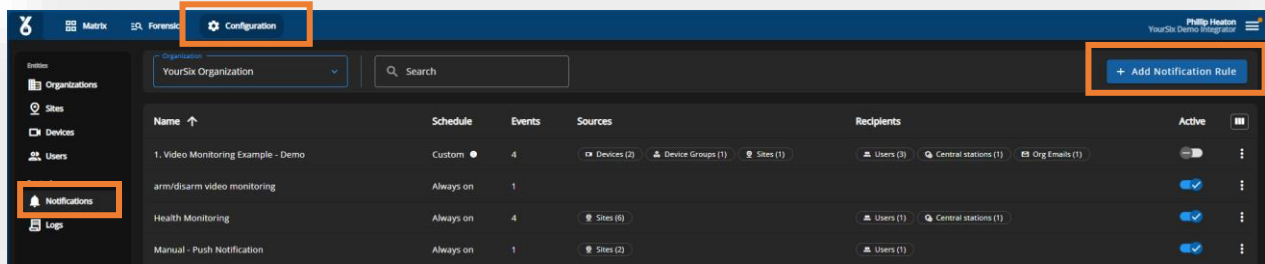 Matrix Forensic Configuration Phillip Heaton
YourSix Demo Integrator
Entities
Organizations
Sites
Devices
Users
Notifications
Logs
Organization
YourSix Organization Search + Add Notification Rule
Name Schedule Events Sources Recipients Active
1. Video Monitoring Example - Demo Custom 4 Devices (2) Device Groups (1) Sites (1) Users (3) Central stations (1) Org Emails (1)
arm/disarm video monitoring Always on 1
Health Monitoring Always on 4 Sites (6) Users (1) Central stations (1)
Manual - Push Notification Always on 1 Sites (2) Users (1)